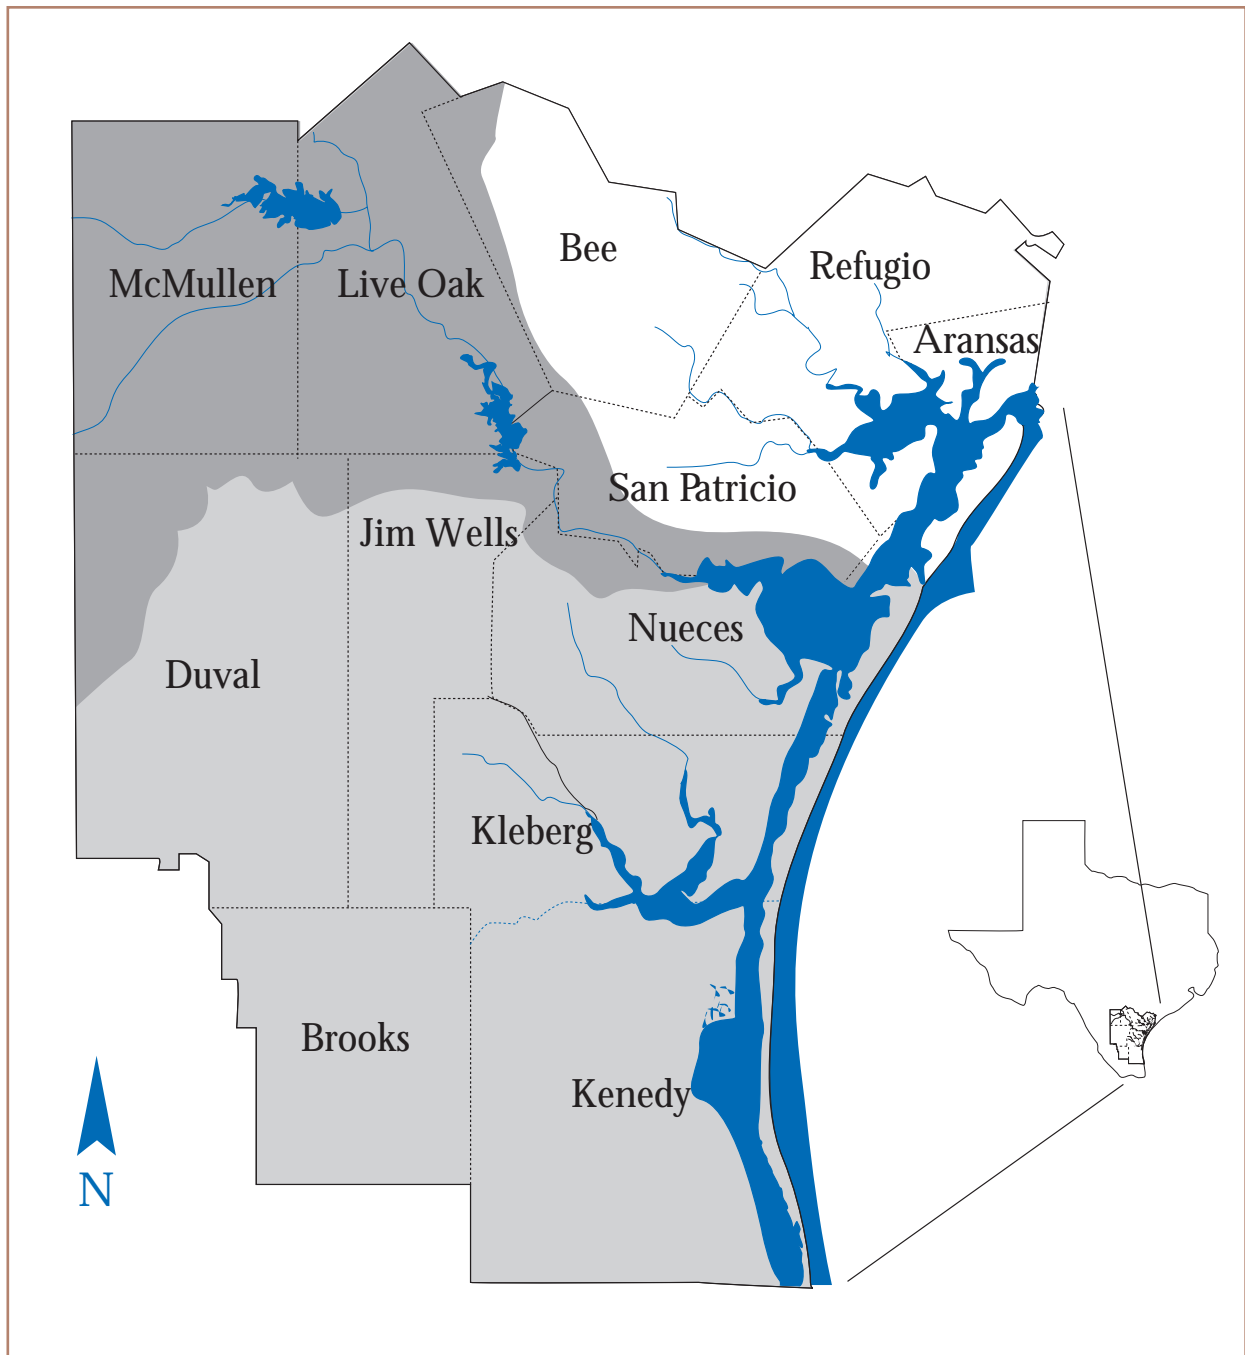 Bee
Refugio
McMullen
Live Oak
Aransas
San Patricio
Jim Wells
Nueces
Duval
Kleberg
Brooks
Kenedy
N